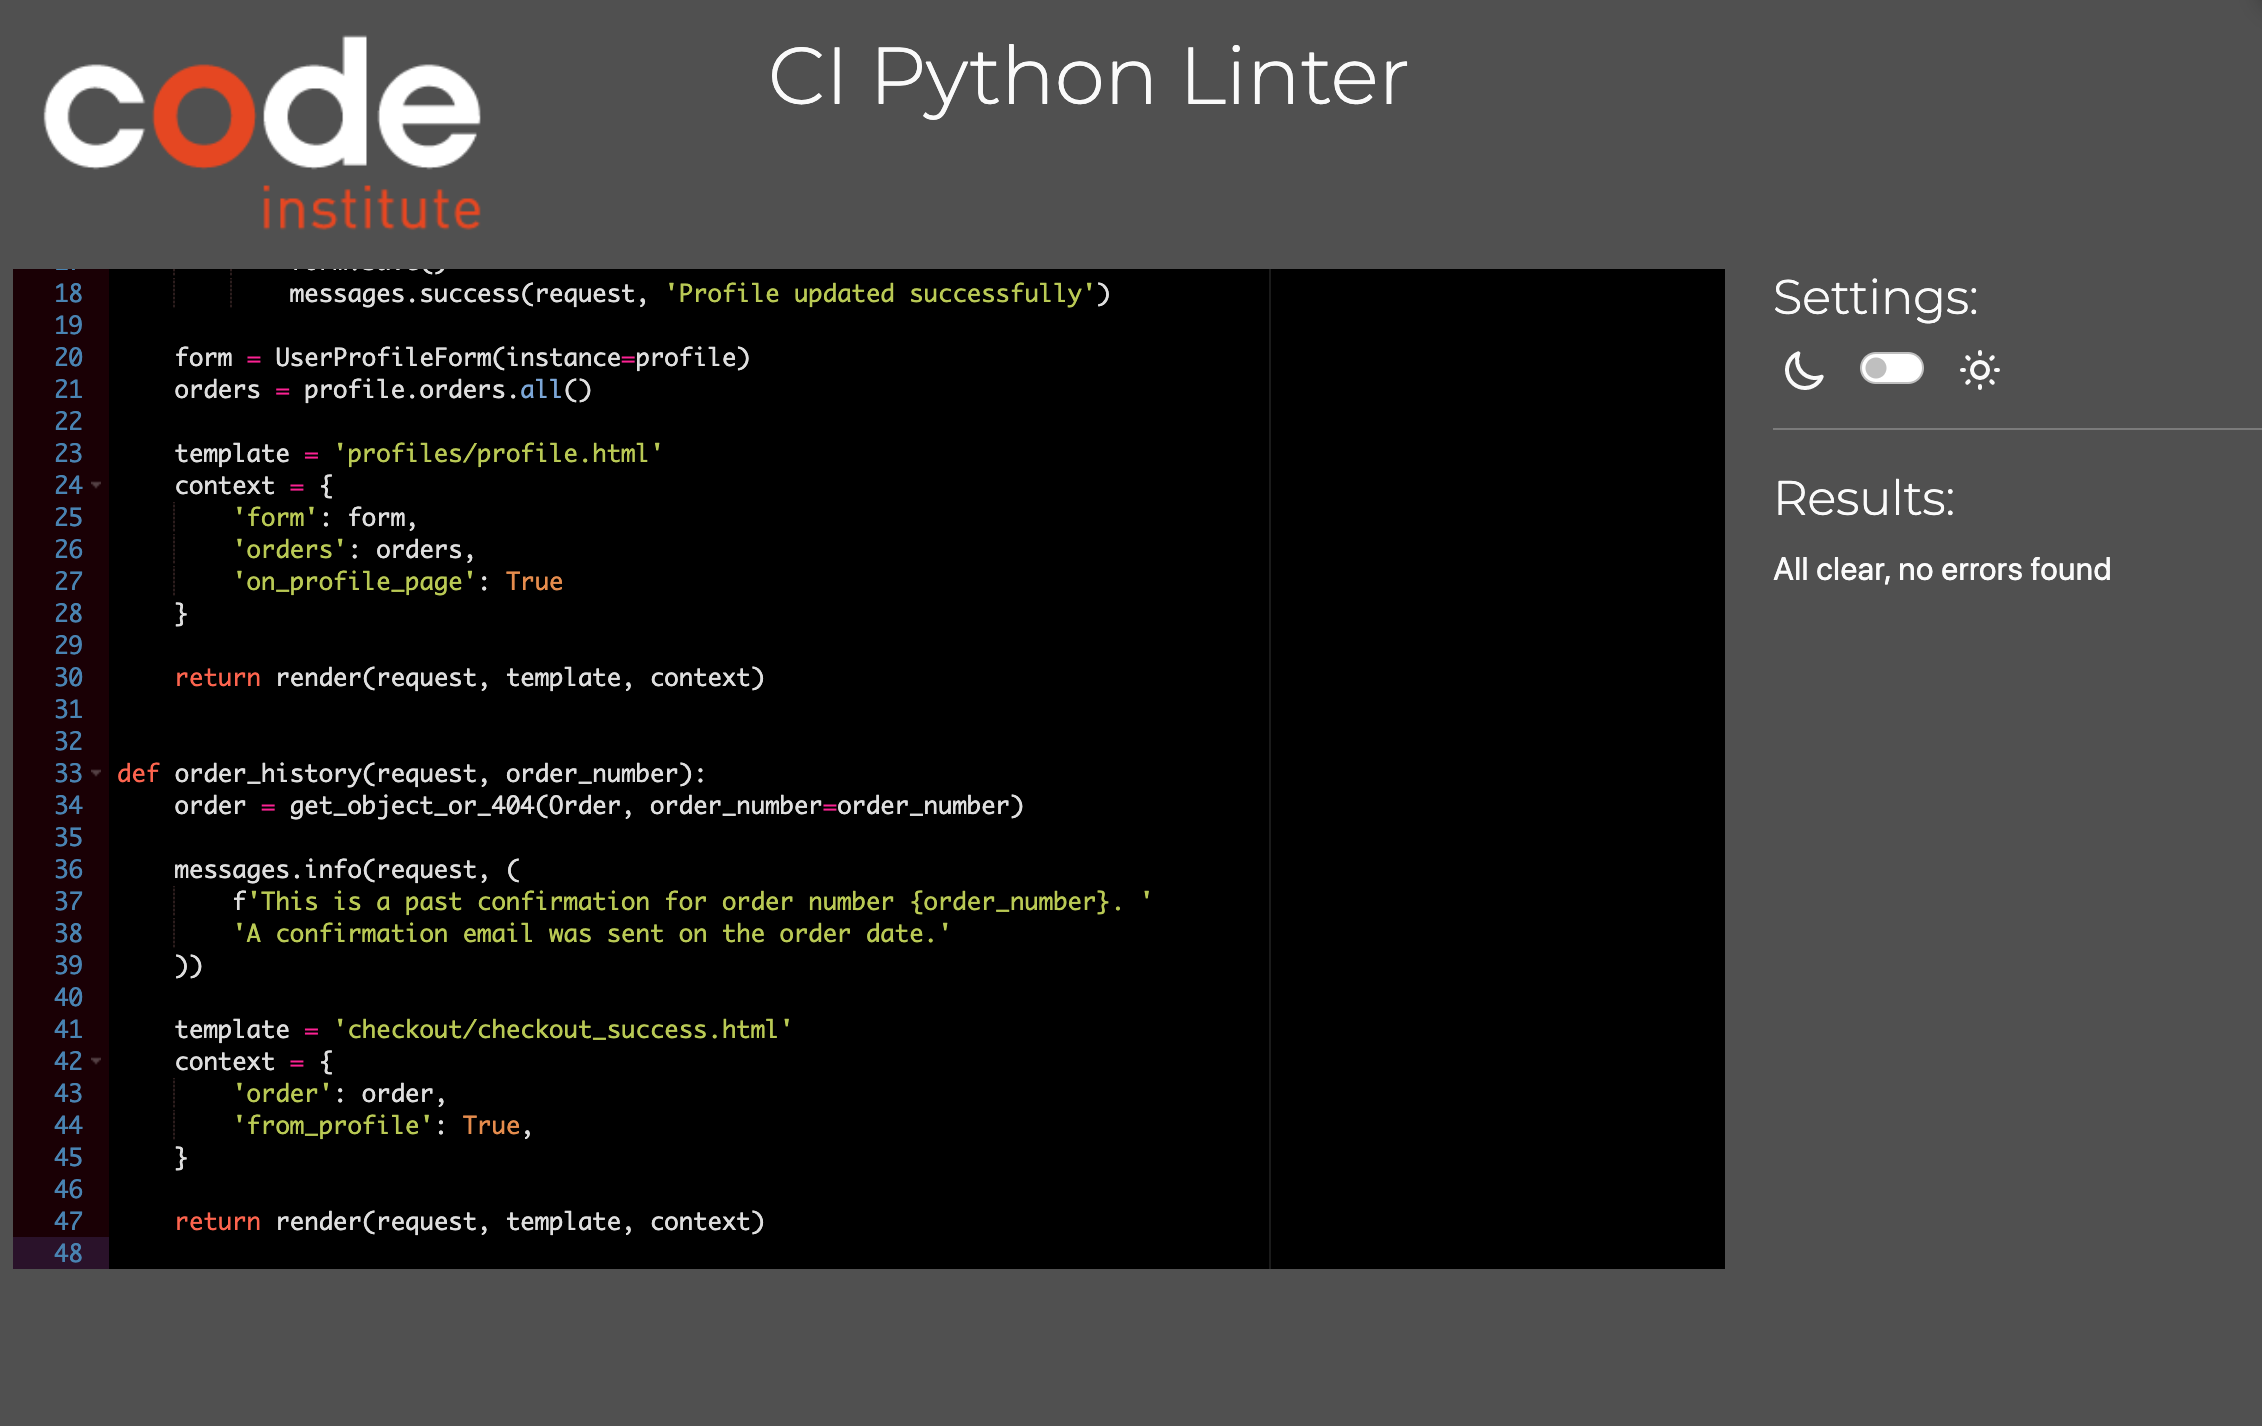 code
institute
CI Python Linter
18 messages.success(request, 'Profile updated successfully')
19
20 form = UserProfileForm(instance=profile)
21 orders = profile.orders.all()
22
23 template = 'profiles/profile.html'
24 context = {
25 'form': form,
26 'orders': orders,
27 'on_profile_page': True
28 }
29
30 return render(request, template, context)
31
32
33 def order_history(request, order_number):
34 order = get_object_or_404(Order, order_number=order_number)
35
36 messages.info(request, (
37 f'This is a past confirmation for order number {order_number}. '
38 'A confirmation email was sent on the order date.'
39 ))
40
41 template = 'checkout/checkout_success.html'
42 context = {
43 'order': order,
44 'from_profile': True,
45 }
46
47 return render(request, template, context)
48
Settings:
Results:
All clear, no errors found